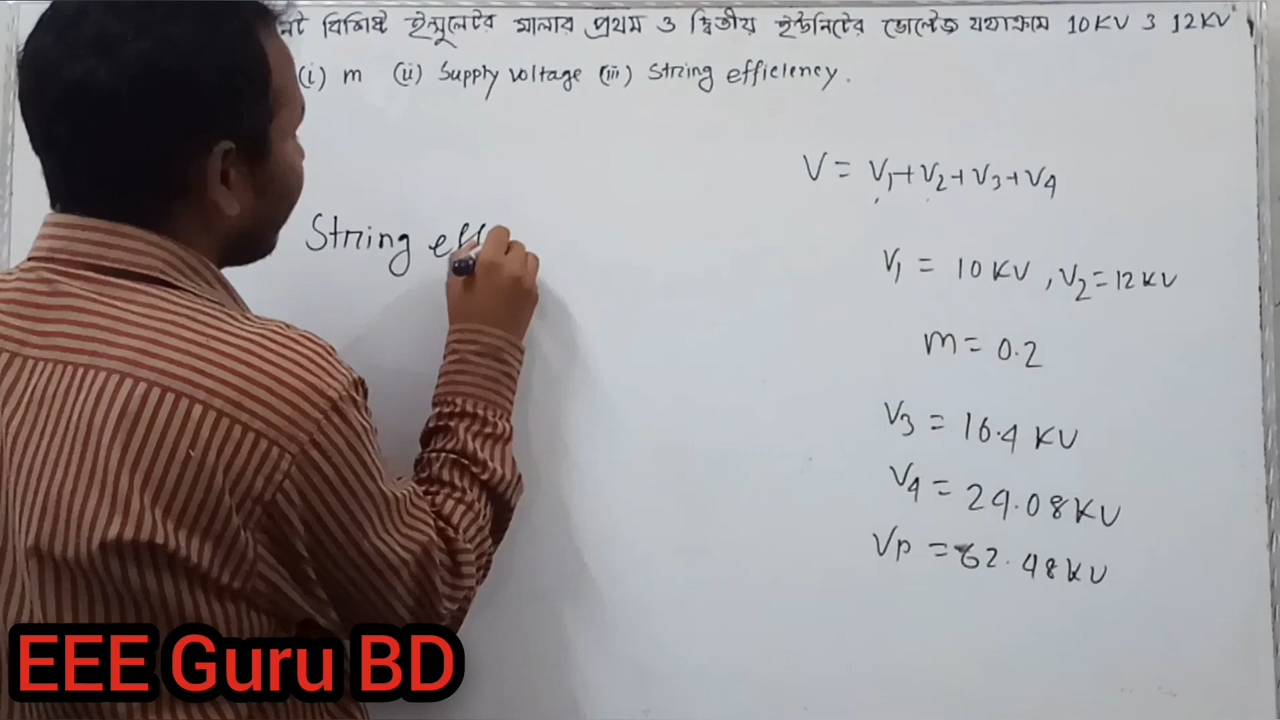 বিশিষ্ট ইন্সুলেটর মালার প্রথম ও দ্বিতীয় ইউনিটের ভোল্টেজ যথাক্রমে 10KV ও 12KV
(i) m (ii) Supply voltage (iii) String efficiency.
V = V1+V2+V3+V4
String eff
V1 = 10KV, V2=12KV
m= 0.2
V3 = 16.4 KV
V4 = 24.08KV
Vp = 62.48KV
EEE Guru BD